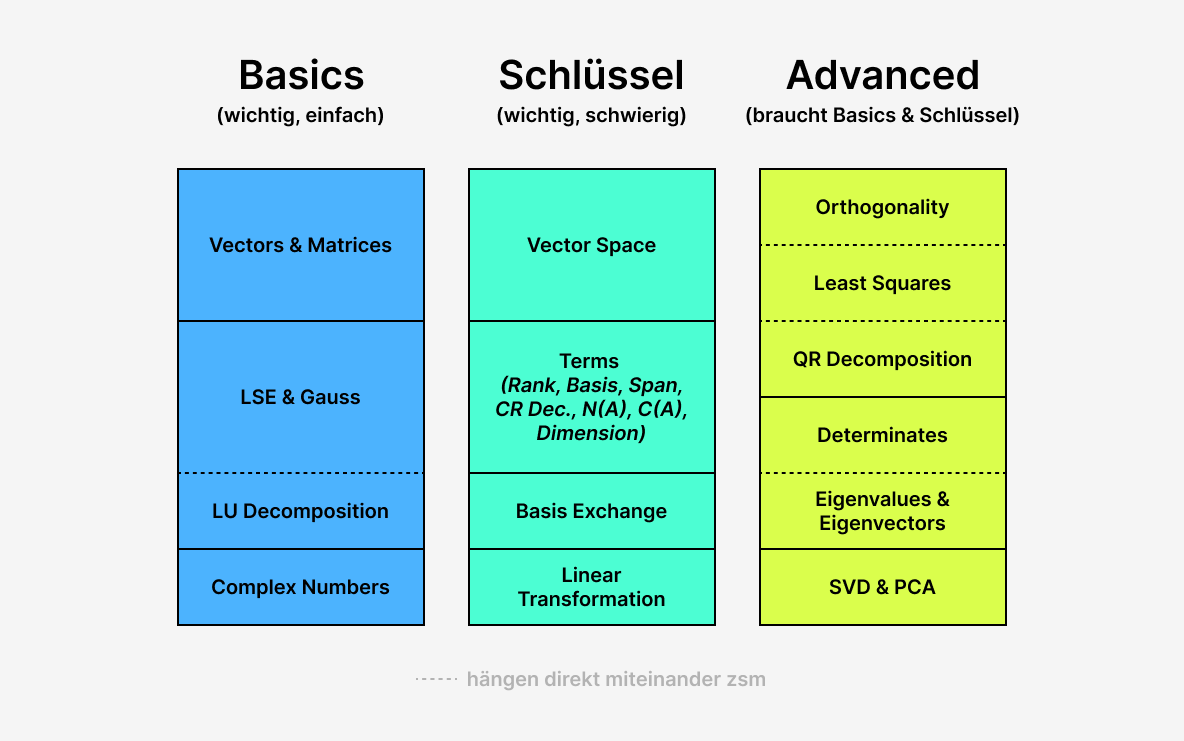 Basics
(wichtig, einfach)
Vectors & Matrices
LSE & Gauss
LU Decomposition
Complex Numbers
Schlüssel
(wichtig, schwierig)
Vector Space
Terms
(Rank, Basis, Span,
CR Dec., N(A), C(A),
Dimension)
Basis Exchange
Linear
Transformation
Advanced
(braucht Basics & Schlüssel)
Orthogonality
Least Squares
QR Decomposition
Determinates
Eigenvalues &
Eigenvectors
SVD & PCA
hängen direkt miteinander zsm